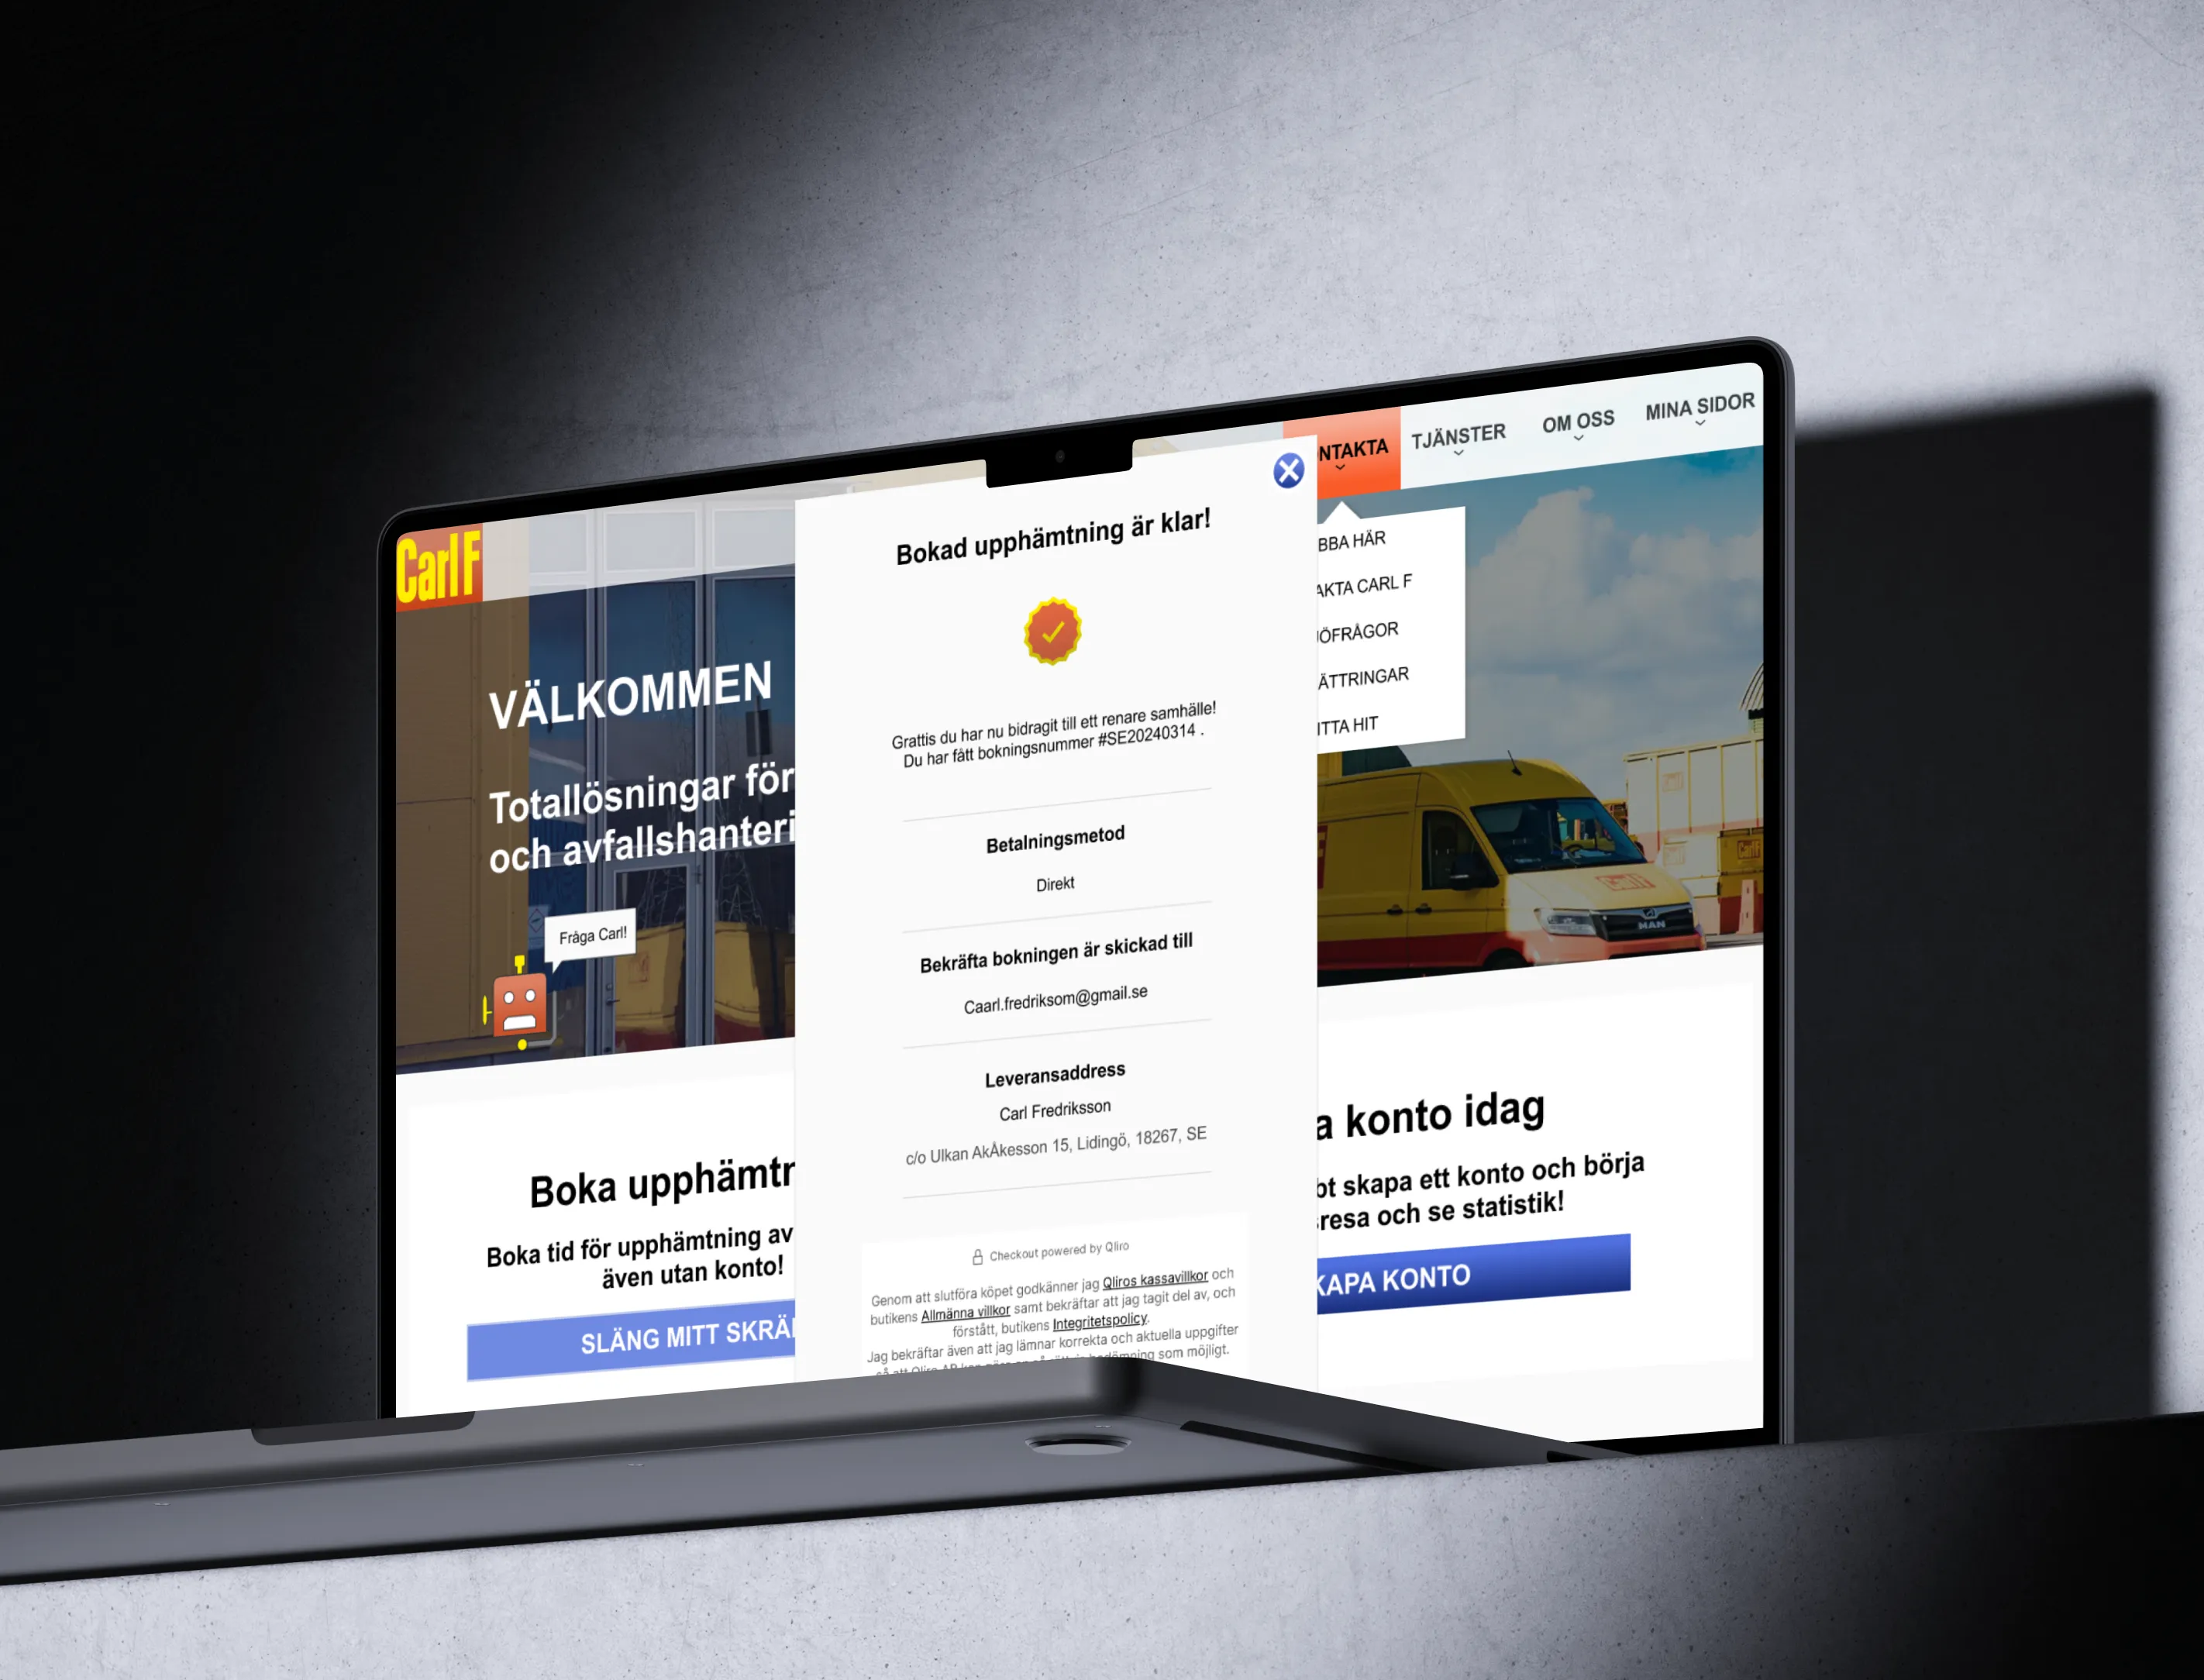 CarlF
NTAKTA
TJÄNSTER
OM OSS
MINA SIDOR
BBA HÄR
AKTA CARL F
ÖFRÅGOR
ÄTTRINGAR
ITTA HIT
VÄLKOMMEN
Totallösningar för
och avfallshanteri
Fråga Carl!
Bokad upphämtning är klar!
Grattis du har nu bidragit till ett renare samhälle!
Du har fått bokningsnummer #SE20240314 .
Betalningsmetod
Direkt
Bekräfta bokningen är skickad till
Caarl.fredriksom@gmail.se
Leveransaddress
Carl Fredriksson
c/o Ulkan AkÅkesson 15, Lidingö, 18267, SE
Checkout powered by Qliro
Genom att slutföra köpet godkänner jag Qliros kassavillkor och
butikens Allmänna villkor samt bekräftar att jag tagit del av, och
förstått, butikens Integritetspolicy.
Jag bekräftar även att jag lämnar korrekta och aktuella uppgifter
som möjligt.
MAN
Boka upphämtn
Boka tid för upphämtning av
även utan konto!
SLÄNG MITT SKRÄ
a konto idag
bt skapa ett konto och börja
resa och se statistik!
KAPA KONTO